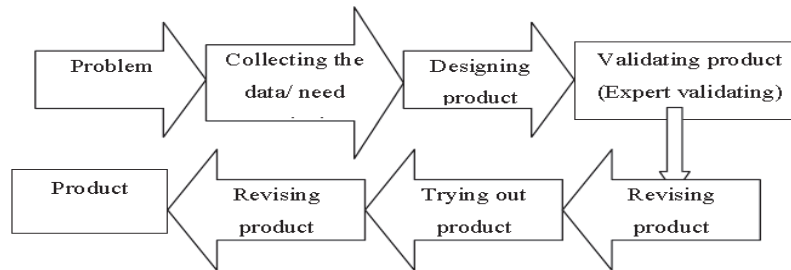 Problem
Collecting the
data/ need
Designing
product
Validating product
(Expert validating)
Revising
product
Trying out
product
Revising
product
Product